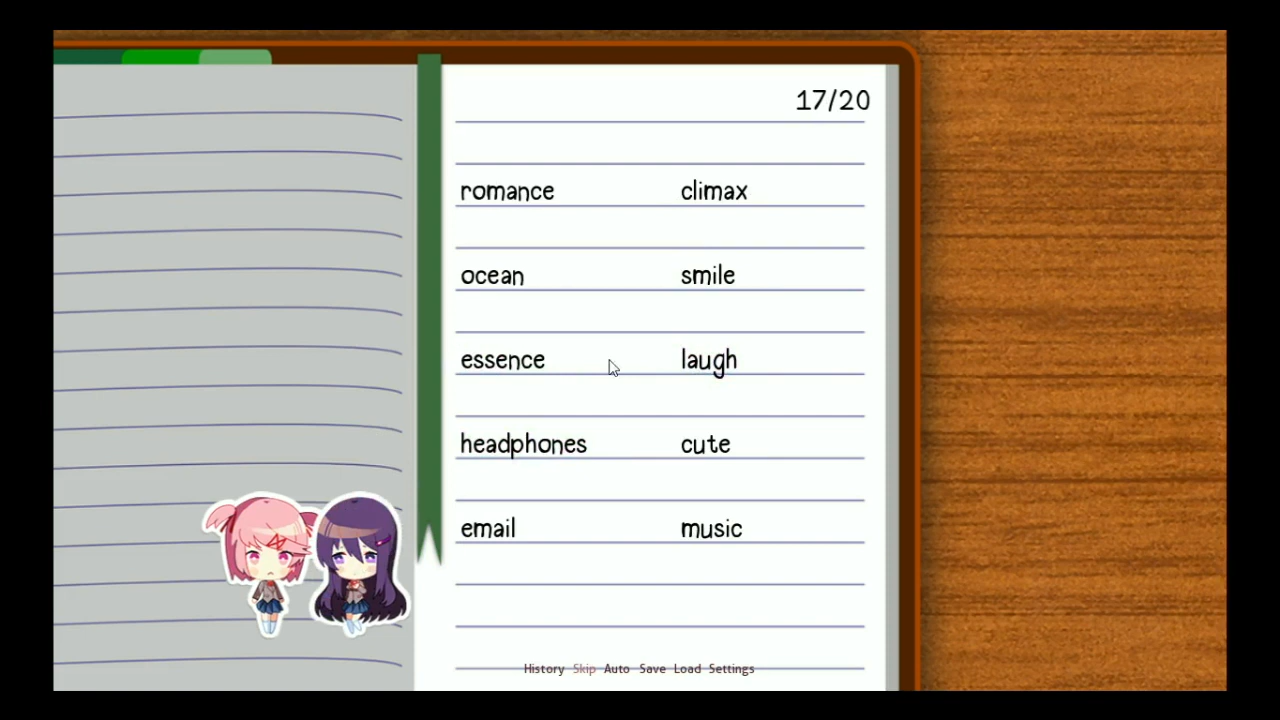 17/20
romance climax
ocean smile
essence laugh
headphones cute
email music
History Skip Auto Save Load Settings